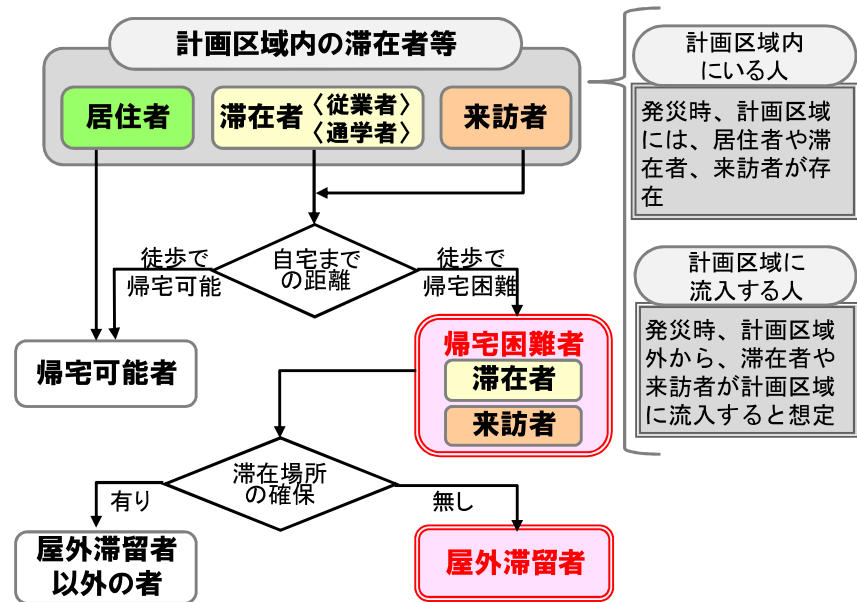 計画区域内の滞在者等
居住者
滞在者〈従業者〉
〈通学者〉
来訪者
自宅まで
の距離
徒歩で
帰宅可能
徒歩で
帰宅困難
帰宅可能者
帰宅困難者
滞在者
来訪者
滞在場所
の確保
有り
無し
屋外滞留者
以外の者
屋外滞留者
計画区域内
にいる人
発災時、計画区域
には、居住者や滞
在者、来訪者が存
在
計画区域に
流入する人
発災時、計画区域
外から、滞在者や
来訪者が計画区域
に流入すると想定